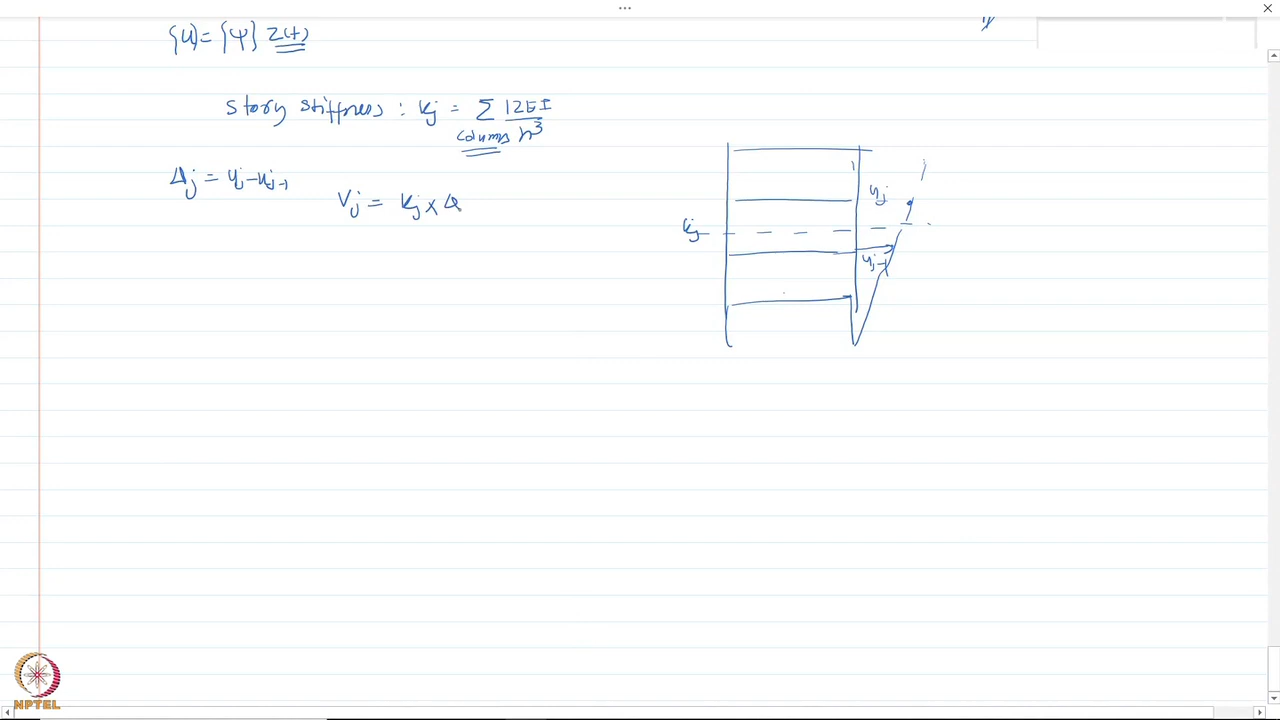 {u} = {ψ} z(t)
Story stiffness : kj = Σ 12EI
columns h³
Δj = uj - uj-1
Vj = kj × Δ
uj
kj
uj-1
NPTEL